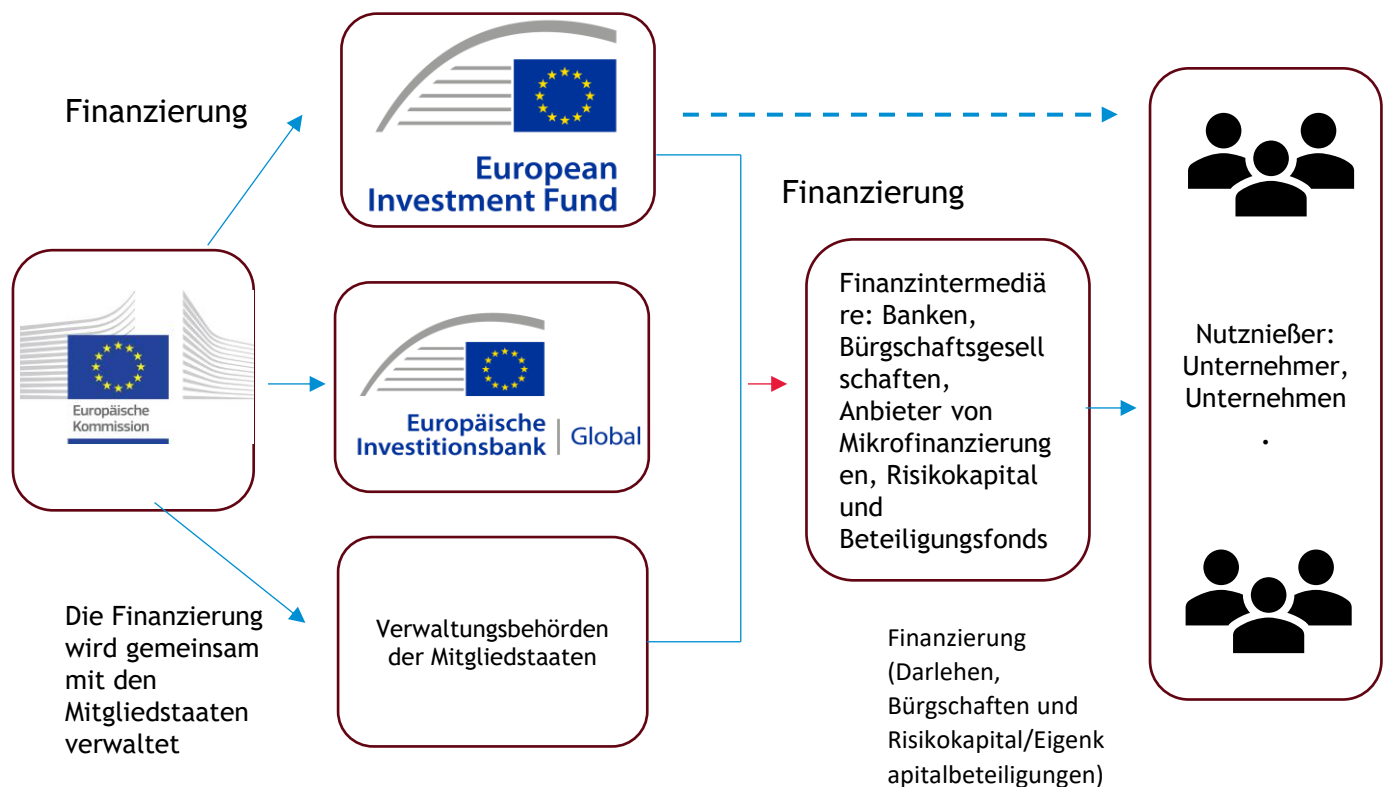 Finanzierung
European
Investment Fund
Europäische
Kommission
Europäische
Investitionsbank | Global
Die Finanzierung
wird gemeinsam
mit den
Mitgliedstaaten
verwaltet
Verwaltungsbehörden
der Mitgliedstaaten
Finanzierung
Finanzintermediä
re: Banken,
Bürgschaftsgesell
schaften,
Anbieter von
Mikrofinanzierung
en, Risikokapital
und
Beteiligungsfonds
Finanzierung
(Darlehen,
Bürgschaften und
Risikokapital/Eigenk
apitalbeteiligungen)
Nutznießer:
Unternehmer,
Unternehmen
.